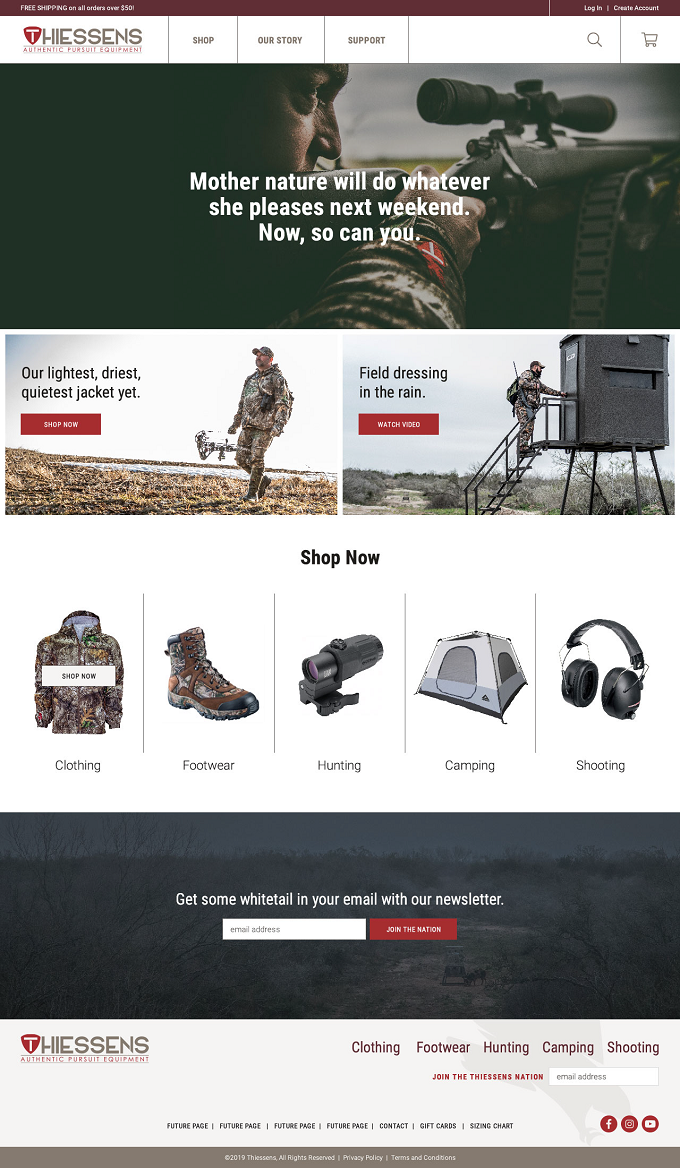 FREE SHIPPING on all orders over $50!
Log In | Create Account
THIESSENS
AUTHENTIC PURSUIT EQUIPMENT
SHOP
OUR STORY
SUPPORT
Mother nature will do whatever
she pleases next weekend.
Now, so can you.
Our lightest, driest,
quietest jacket yet.
SHOP NOW
Field dressing
in the rain.
WATCH VIDEO
Shop Now
SHOP NOW
Clothing
Footwear
Hunting
Camping
Shooting
Get some whitetail in your email with our newsletter.
email address
JOIN THE NATION
THIESSENS
AUTHENTIC PURSUIT EQUIPMENT
Clothing Footwear Hunting Camping Shooting
JOIN THE THIESSENS NATION
email address
FUTURE PAGE | FUTURE PAGE | FUTURE PAGE | FUTURE PAGE | CONTACT | GIFT CARDS | SIZING CHART
©2019 Thiessens, All Rights Reserved | Privacy Policy | Terms and Conditions